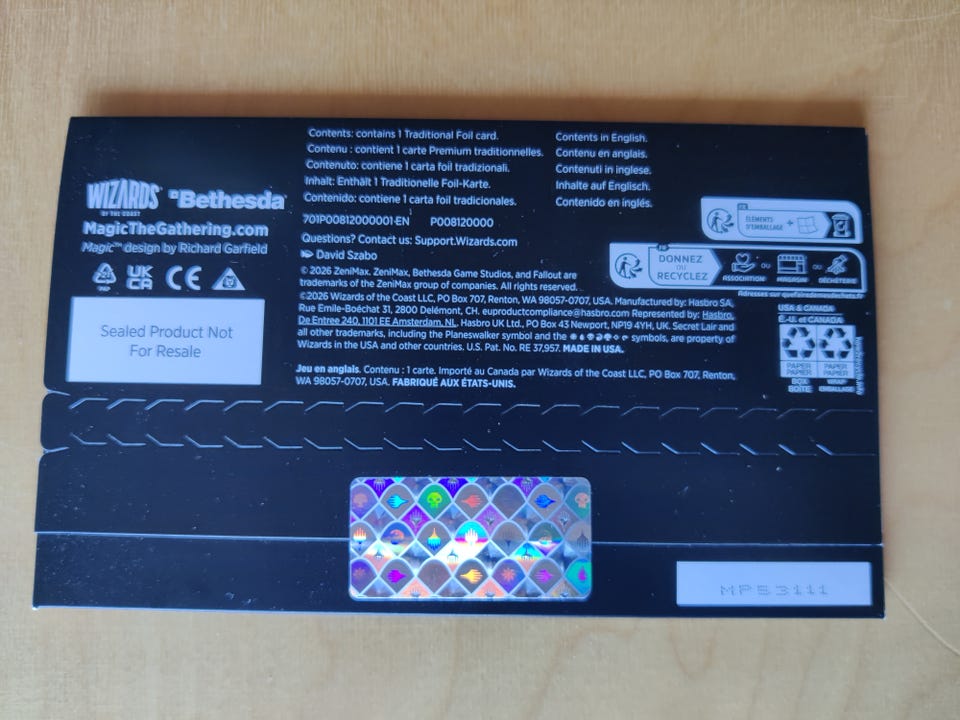 Contents: contains 1 Traditional Foil card.
Contenu : contient 1 carte Premium traditionnelles.
Contenuto: contiene 1 carta foil tradizionali.
Inhalt: Enthält 1 Traditionelle Foil-Karte.
Contenido: contiene 1 carta foil tradicionales.
Contents in English.
Contenu en anglais.
Contenuti in inglese.
Inhalte auf Englisch.
Contenido en inglés.
WIZARDS
OF THE COAST
Bethesda
MagicTheGathering.com
Magic™ design by Richard Garfield
UK
CA
CE
Sealed Product Not
For Resale
701P00812000001-EN P008120000
Questions? Contact us: Support.Wizards.com
David Szabo
© 2026 ZeniMax. ZeniMax, Bethesda Game Studios, and Fallout are
trademarks of the ZeniMax group of companies. All rights reserved.
©2026 Wizards of the Coast LLC, PO Box 707, Renton, WA 98057-0707, USA. Manufactured by: Hasbro SA,
Rue Emile-Boéchat 31, 2800 Delémont, CH. euproductcompliance@hasbro.com Represented by: Hasbro,
De Entree 240, 1101 EE Amsterdam, NL. Hasbro UK Ltd., PO Box 43 Newport, NP19 4YH, UK. Secret Lair and
all other trademarks, including the Planeswalker symbol and the symbols, are property of
Wizards in the USA and other countries. U.S. Pat. No. RE 37,957. MADE IN USA.
Jeu en anglais. Contenu : 1 carte. Importé au Canada par Wizards of the Coast LLC, PO Box 707, Renton,
WA 98057-0707, USA. FABRIQUÉ AUX ÉTATS-UNIS.
FR
ÉLÉMENTS
D'EMBALLAGE +
FR
DONNEZ
OU
RECYCLEZ
ASSOCIATION
OU
MAGASIN
OU
DÉCHÈTERIE
Adresses sur quefairedemesdechets.fr
USA & CANADA
É.-U. et CANADA
PAPER
PAPIER
PAPER
PAPIER
BOX
BOÎTE
WRAP
EMBALLAGE
MPS3111